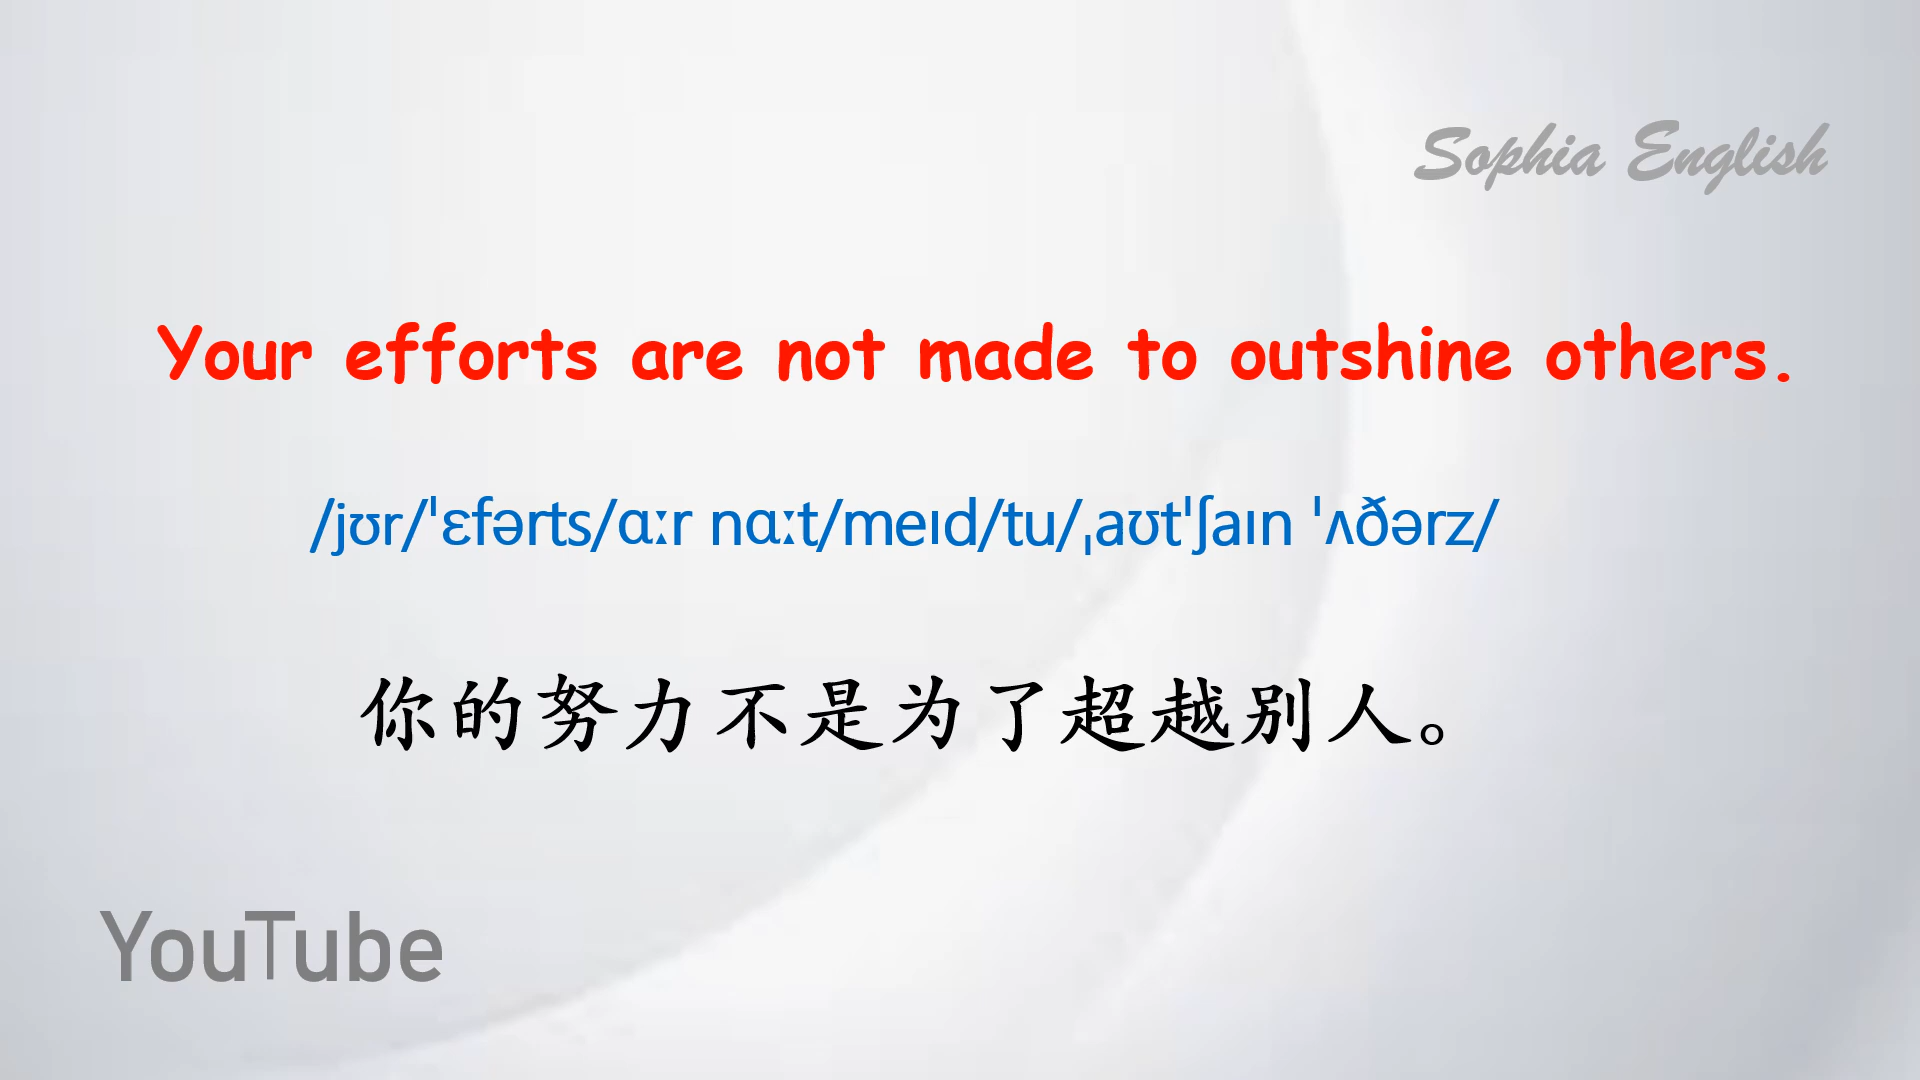 Sophia English
Your efforts are not made to outshine others.
/jʊr/ˈɛfərts/ɑːr nɑːt/meɪd/tu/ˌaʊtˈʃaɪn ˈʌðərz/
你的努力不是为了超越别人。
YouTube